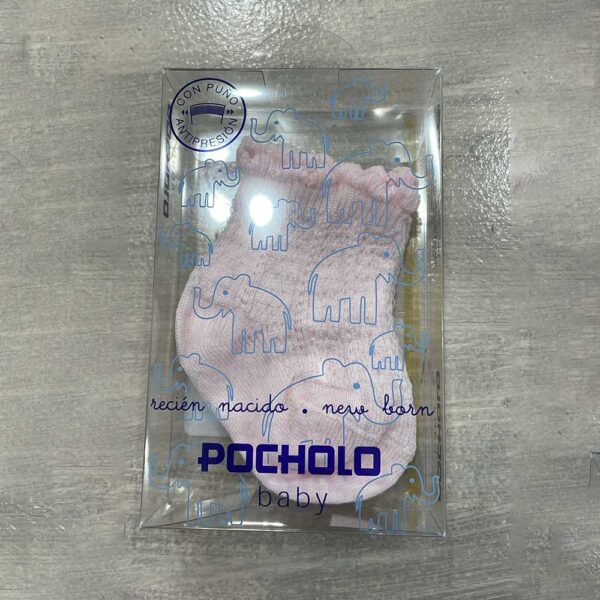 CON PUÑO
ANTIPRESIÓN
recién nacido . new born
POCHOLO
baby